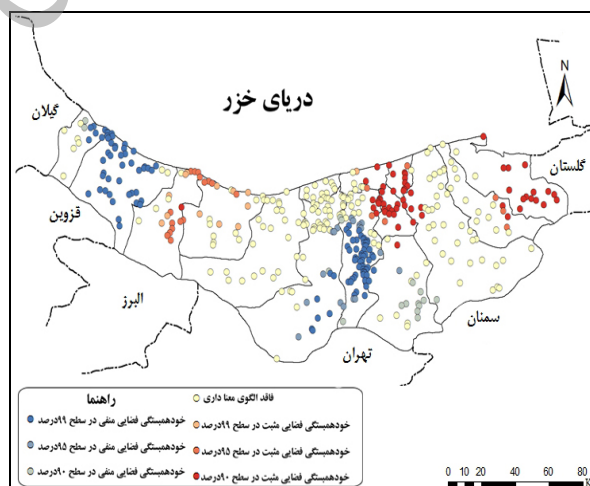 N
دریای خزر
گیلان
گلستان
قزوین
البرز
سمنان
تهران
راهنما
فاقد الگوی معنا داری
خودهمبستگی فضایی منفی در سطح ۹۹درصد
خودهمبستگی فضایی مثبت در سطح ۹۹درصد
خودهمبستگی فضایی منفی در سطح ۹۵درصد
خودهمبستگی فضایی مثبت در سطح ۹۵درصد
خودهمبستگی فضایی منفی در سطح ۹۰درصد
خودهمبستگی فضایی مثبت در سطح ۹۰درصد
0 10 20 40 60 80